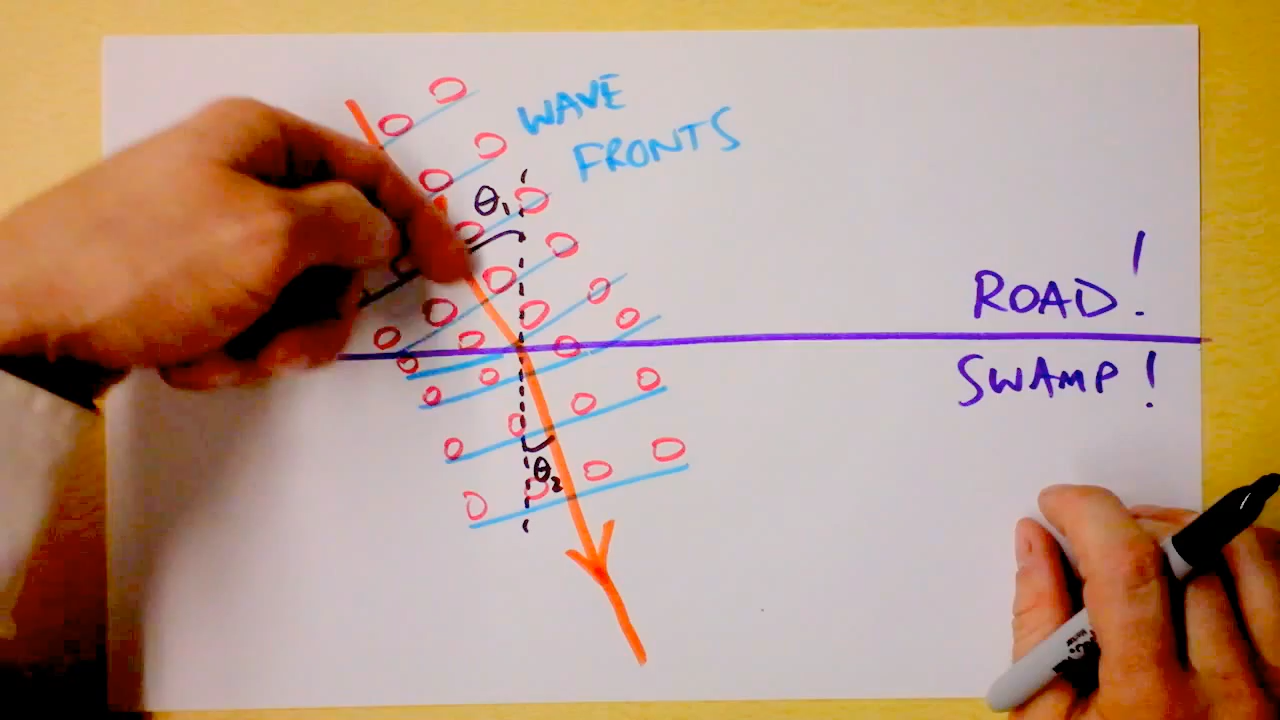 WAVE
FRONTS
θ₁
ROAD!
SWAMP!
θ₂